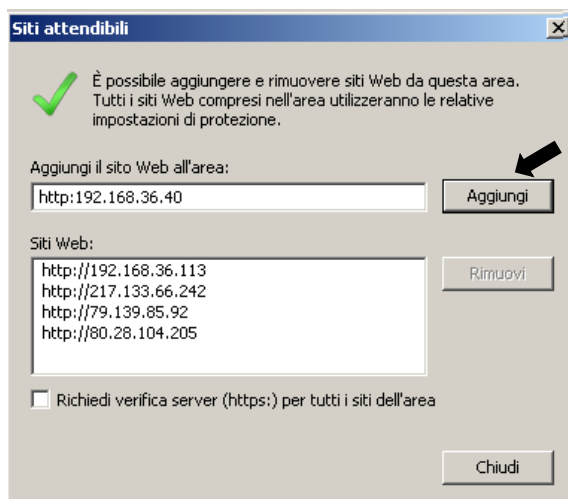 Siti attendibili
È possibile aggiungere e rimuovere siti Web da questa area.
Tutti i siti Web compresi nell'area utilizzeranno le relative
impostazioni di protezione.
Aggiungi il sito Web all'area:
http:192.168.36.40
Aggiungi
Siti Web:
http://192.168.36.113
http://217.133.66.242
http://79.139.85.92
http://80.28.104.205
Rimuovi
Richiedi verifica server (https:) per tutti i siti dell'area
Chiudi